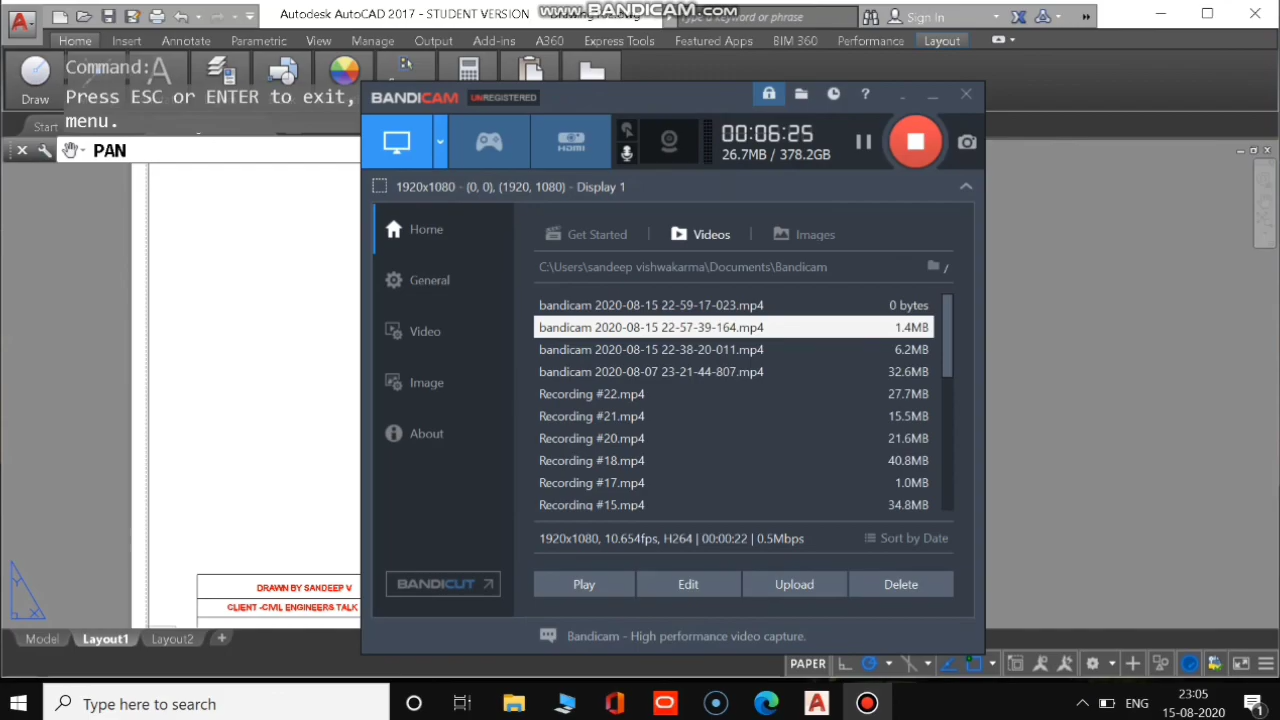 www.BANDICAM.com
Autodesk AutoCAD 2017 - STUDENT VERSION
Type a keyword or phrase
Sign In
Home Insert Annotate Parametric View Manage Output Add-ins A360 Express Tools Featured Apps BIM 360 Performance Layout
Draw
Command:
Press ESC or ENTER to exit,
menu.
Start
PAN
BANDICAM UNREGISTERED
HDMI
00:06:25
26.7MB / 378.2GB
1920x1080 - (0, 0), (1920, 1080) - Display 1
Home
General
Video
Image
About
BANDICUT
Get Started Videos Images
C:\Users\sandeep vishwakarma\Documents\Bandicam
bandicam 2020-08-15 22-59-17-023.mp4 0 bytes
bandicam 2020-08-15 22-57-39-164.mp4 1.4MB
bandicam 2020-08-15 22-38-20-011.mp4 6.2MB
bandicam 2020-08-07 23-21-44-807.mp4 32.6MB
Recording #22.mp4 27.7MB
Recording #21.mp4 15.5MB
Recording #20.mp4 21.6MB
Recording #18.mp4 40.8MB
Recording #17.mp4 1.0MB
Recording #15.mp4 34.8MB
1920x1080, 10.654fps, H264 | 00:00:22 | 0.5Mbps Sort by Date
Play Edit Upload Delete
Bandicam - High performance video capture.
DRAWN BY SANDEEP V
CLIENT -CIVIL ENGINEERS TALK
Y
X
Model Layout1 Layout2
PAPER
Type here to search
ENG
23:05
15-08-2020
1